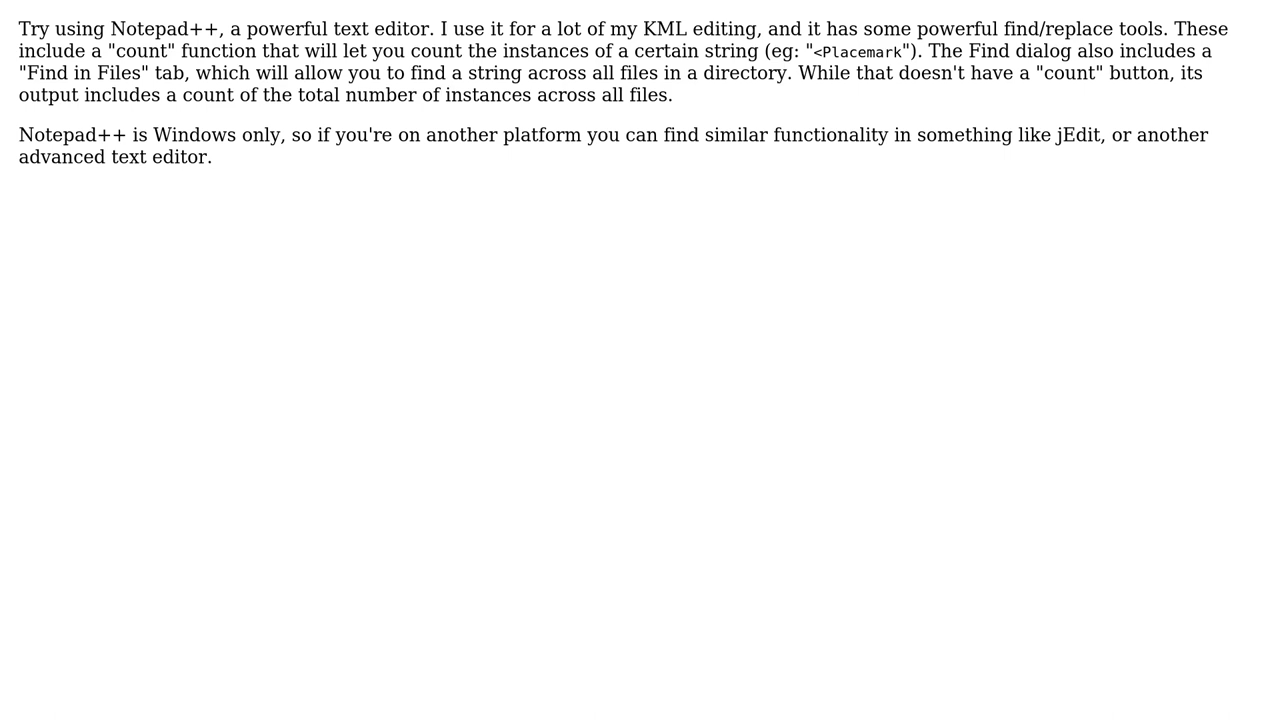 Try using Notepad++, a powerful text editor. I use it for a lot of my KML editing, and it has some powerful find/replace tools. These
include a "count" function that will let you count the instances of a certain string (eg: "<Placemark"). The Find dialog also includes a
"Find in Files" tab, which will allow you to find a string across all files in a directory. While that doesn't have a "count" button, its
output includes a count of the total number of instances across all files.
Notepad++ is Windows only, so if you're on another platform you can find similar functionality in something like jEdit, or another
advanced text editor.